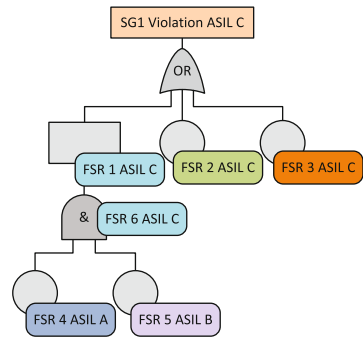 SG1 Violation ASIL C
OR
FSR 1 ASIL C
FSR 2 ASIL C
FSR 3 ASIL C
&
FSR 6 ASIL C
FSR 4 ASIL A
FSR 5 ASIL B